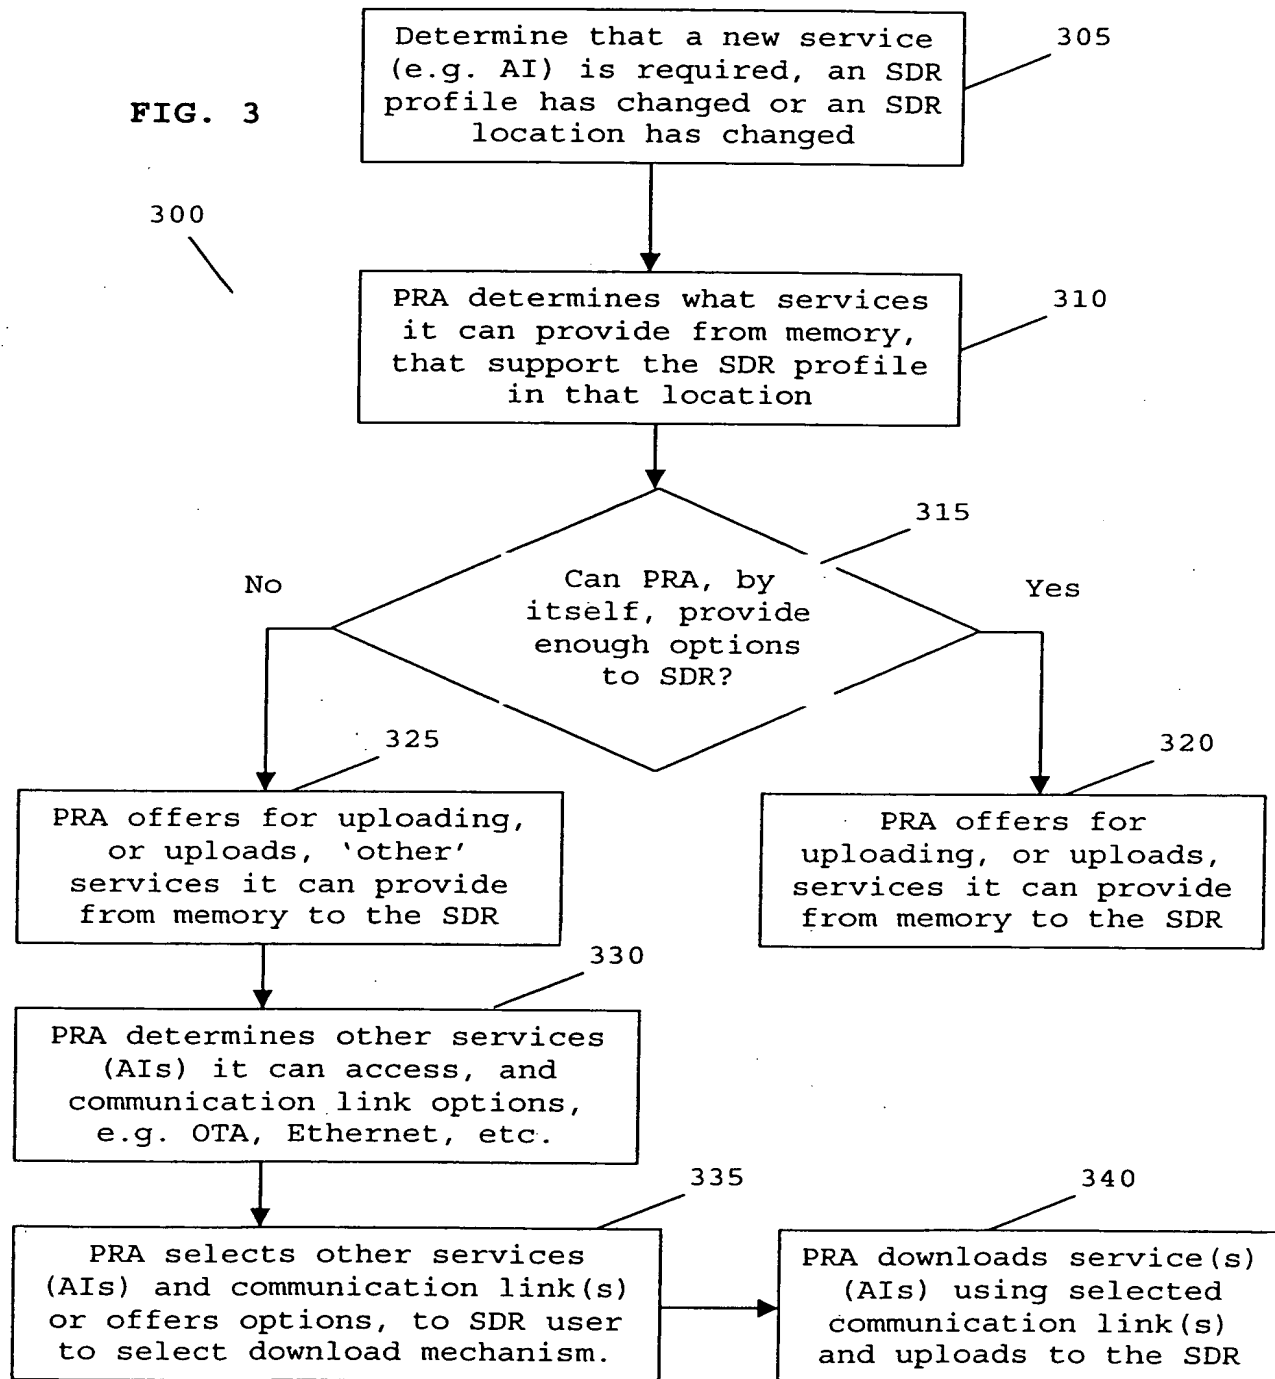 Determine that a new service
(e.g. AI) is required, an SDR
profile has changed or an SDR
location has changed
305
FIG. 3
300
PRA determines what services
it can provide from memory,
that support the SDR profile
in that location
310
315
Can PRA, by
itself, provide
enough options
to SDR?
No
Yes
325
320
PRA offers for uploading,
or uploads, ‘other’
services it can provide
from memory to the SDR
PRA offers for
uploading, or uploads,
services it can provide
from memory to the SDR
330
PRA determines other services
(AIs) it can access, and
communication link options,
e.g. OTA, Ethernet, etc.
335
340
PRA selects other services
(AIs) and communication link(s)
or offers options, to SDR user
to select download mechanism.
PRA downloads service(s)
(AIs) using selected
communication link(s)
and uploads to the SDR